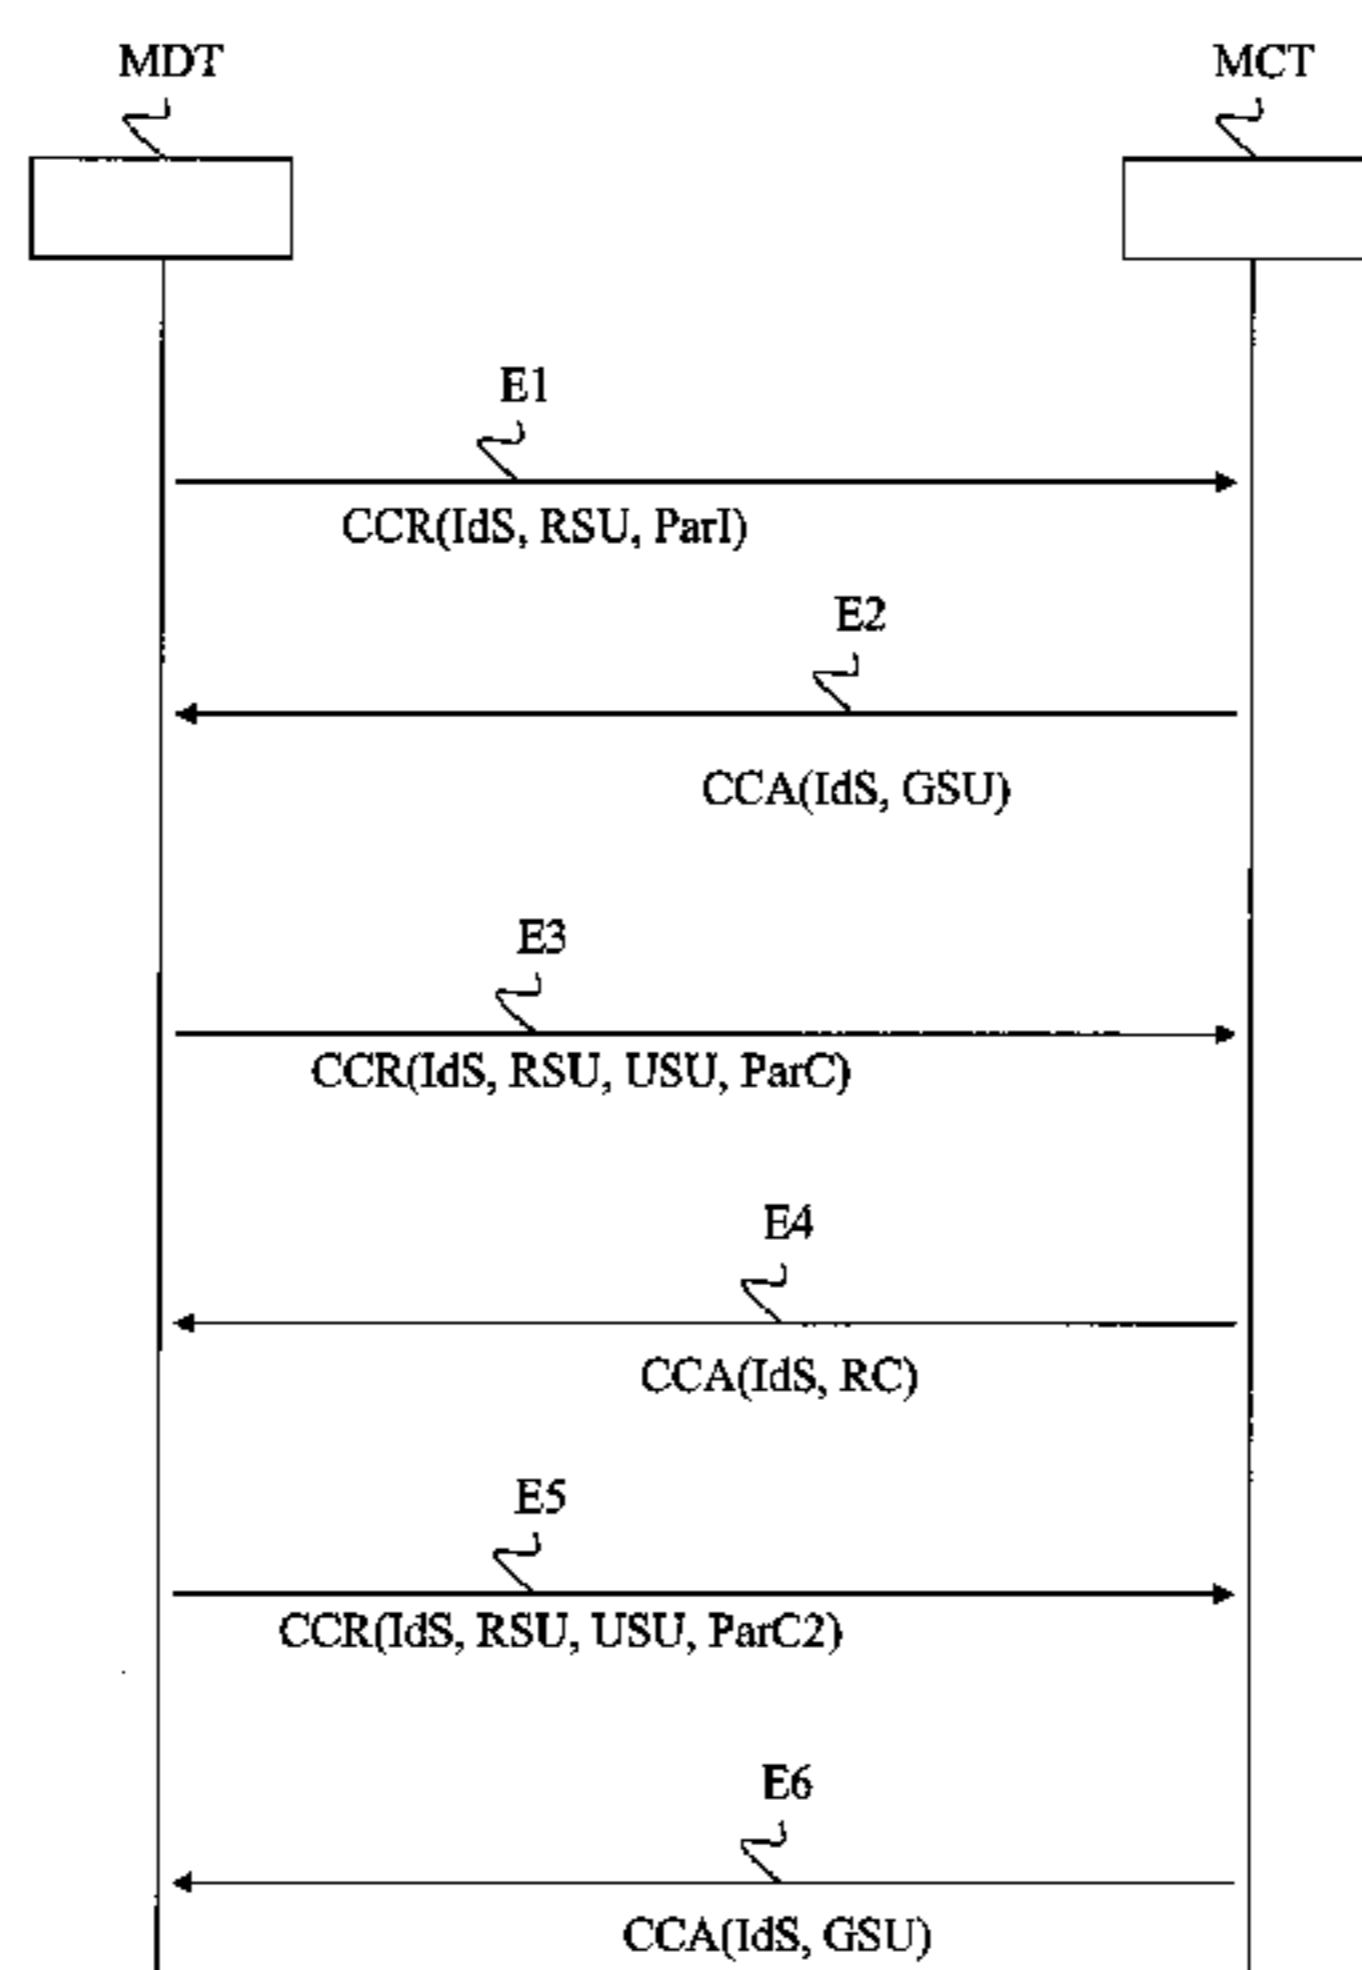 MDT
MCT
E1
CCR(IdS, RSU, ParI)
E2
CCA(IdS, GSU)
E3
CCR(IdS, RSU, USU, ParC)
E4
CCA(IdS, RC)
E5
CCR(IdS, RSU, USU, ParC2)
E6
CCA(IdS, GSU)